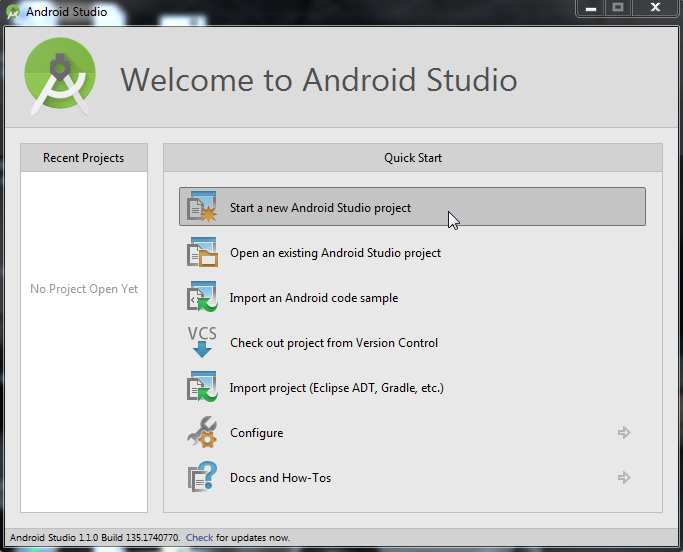 Android Studio
Welcome to Android Studio
Recent Projects
No Project Open Yet
Quick Start
Start a new Android Studio project
Open an existing Android Studio project
Import an Android code sample
VCS
Check out project from Version Control
Import project (Eclipse ADT, Gradle, etc.)
Configure
Docs and How-Tos
Android Studio 1.1.0 Build 135.1740770. Check for updates now.